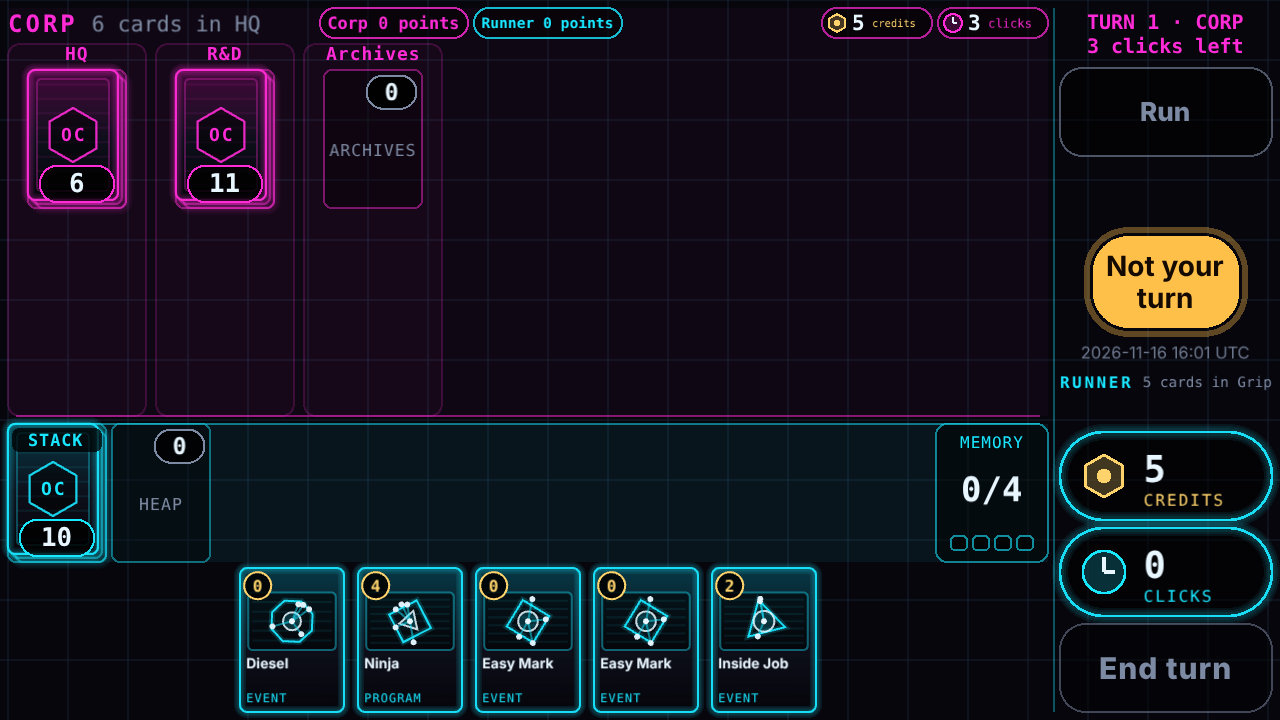 CORP 6 cards in HQ
Corp 0 points
Runner 0 points
5 credits
3 clicks
TURN 1 · CORP
3 clicks left
HQ
R&D
Archives
OC
6
OC
11
0
ARCHIVES
Run
Not your
turn
2026-11-16 16:01 UTC
RUNNER 5 cards in Grip
STACK
OC
10
0
HEAP
MEMORY
0/4
5
CREDITS
0
CLICKS
End turn
0
Diesel
EVENT
4
Ninja
PROGRAM
0
Easy Mark
EVENT
0
Easy Mark
EVENT
2
Inside Job
EVENT